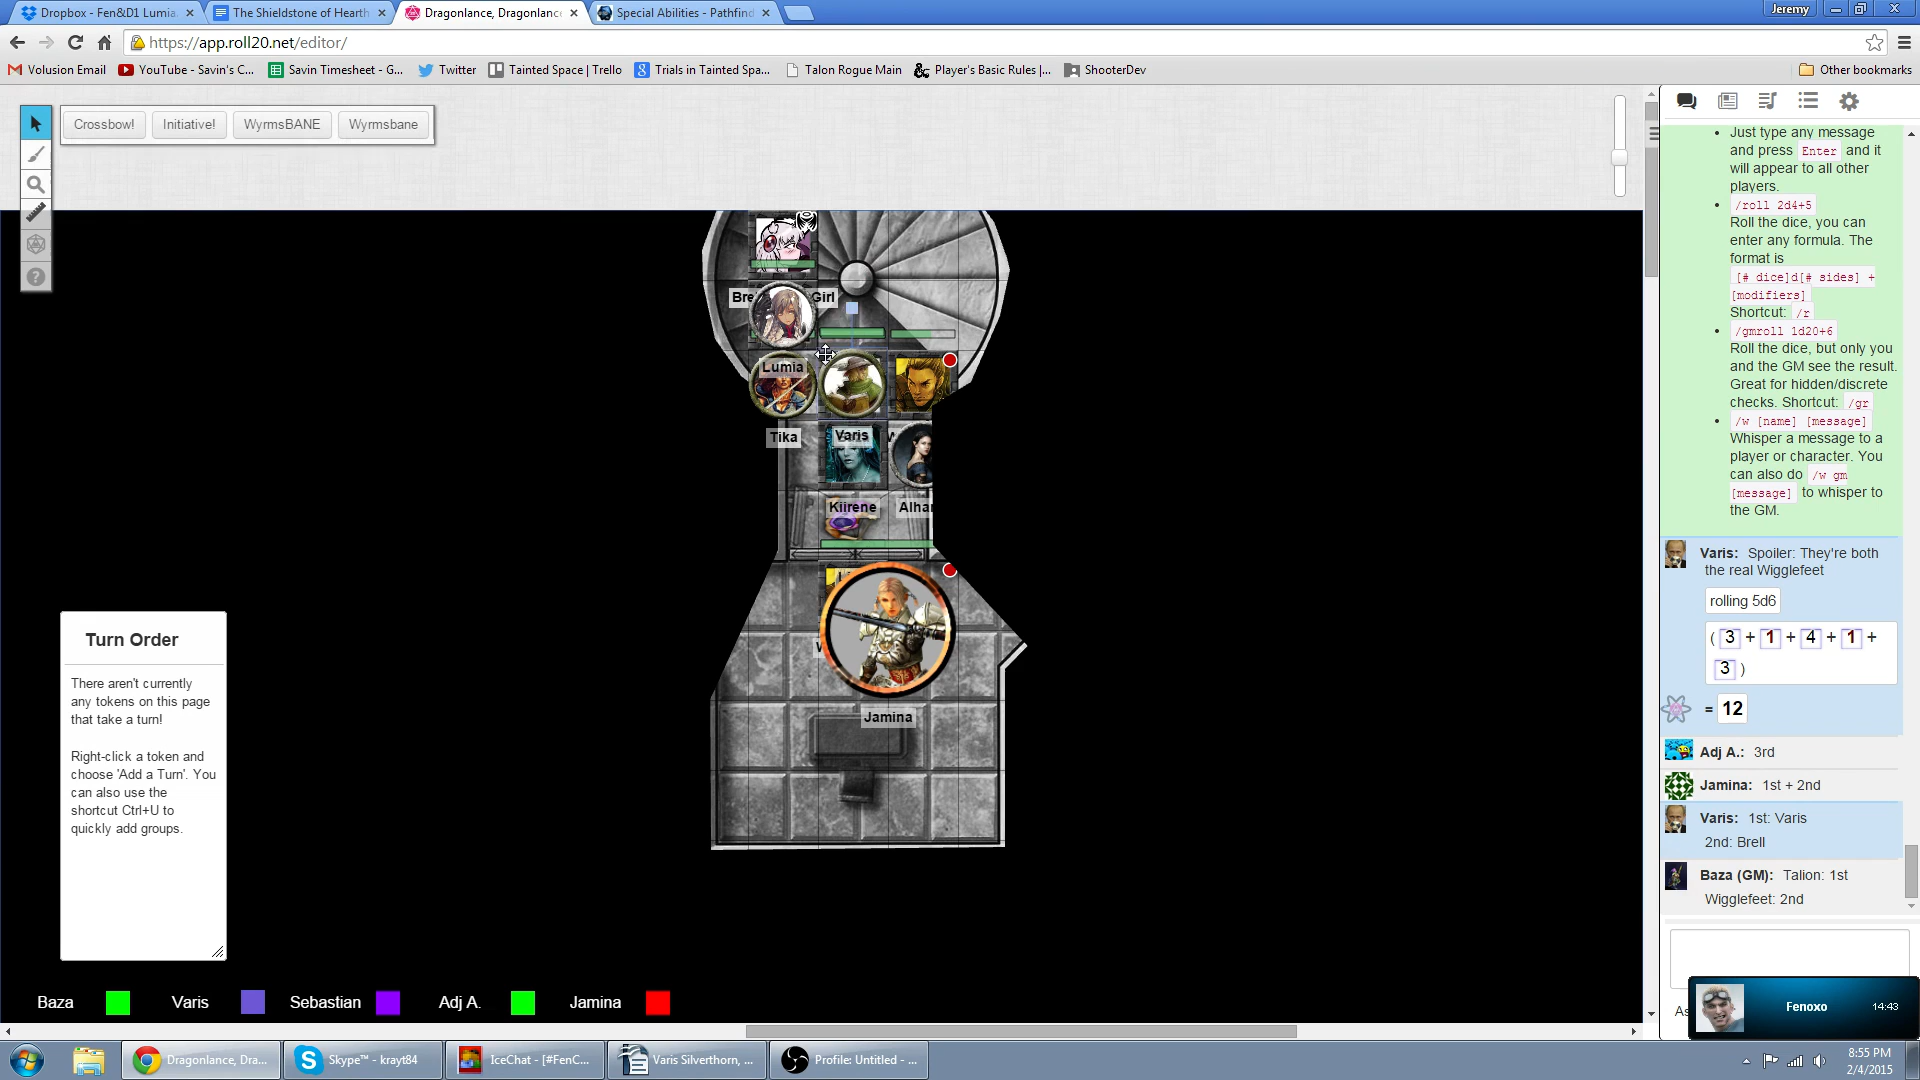 Dropbox - Fen&D1 Lumia
The Shieldstone of Hearth
Dragonlance, Dragonlanc
Special Abilities - Pathfind
Jeremy
https://app.roll20.net/editor/
Volusion Email
YouTube - Savin's C...
Savin Timesheet - G...
Twitter
Tainted Space | Trello
Trials in Tainted Spa...
Talon Rogue Main
Player's Basic Rules |...
ShooterDev
Other bookmarks
Crossbow!
Initiative!
WyrmsBANE
Wyrmsbane
Bre
Girl
Lumia
Tika
Varis
Kiirene
Alhar
Jamina
Turn Order
There aren't currently
any tokens on this page
that take a turn!
Right-click a token and
choose 'Add a Turn'. You
can also use the
shortcut Ctrl+U to
quickly add groups.
Baza
Varis
Sebastian
Adj A.
Jamina
Just type any message
and press Enter and it
will appear to all other
players.
/roll 2d4+5
Roll the dice, you can
enter any formula. The
format is
[# dice]d[# sides] +
[modifiers]
Shortcut: /r
/gmroll 1d20+6
Roll the dice, but only you
and the GM see the result.
Great for hidden/discrete
checks. Shortcut: /gr
/w [name] [message]
Whisper a message to a
player or character. You
can also do /w gm
[message] to whisper to
the GM.
Varis: Spoiler: They're both
the real Wigglefeet
rolling 5d6
( 3 + 1 + 4 + 1 +
3 )
= 12
Adj A.: 3rd
Jamina: 1st + 2nd
Varis: 1st: Varis
2nd: Brell
Baza (GM): Talion: 1st
Wigglefeet: 2nd
As
Fenoxo
14:43
Dragonlance, Dra...
Skype™ - krayt84
IceChat - [#FenC...
Varis Silverthorn, ...
Profile: Untitled - ...
8:55 PM
2/4/2015